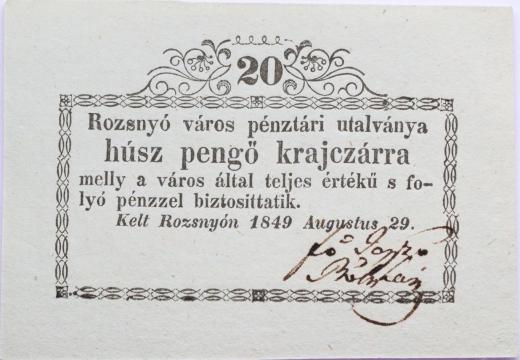 20
Rozsnyó város pénztári utalványa
húsz pengő krajczárra
melly a város által teljes értékű s fo-
lyó pénzzel biztosittatik.
Kelt Rozsnyón 1849 Augustus 29.